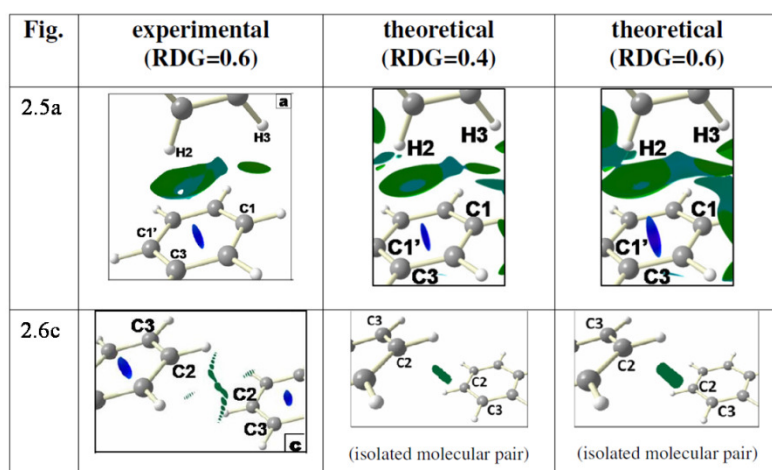 Fig.
experimental
(RDG=0.6)
theoretical
(RDG=0.4)
theoretical
(RDG=0.6)
2.5a
a
H3
H2
C1
C1'
C3
H3
H2
C1
C1'
C3
H3
H2
C1
C1'
C3
2.6c
C3
C2
C2
C3
c
C3
C2
C2
C3
(isolated molecular pair)
C3
C2
C2
C3
(isolated molecular pair)